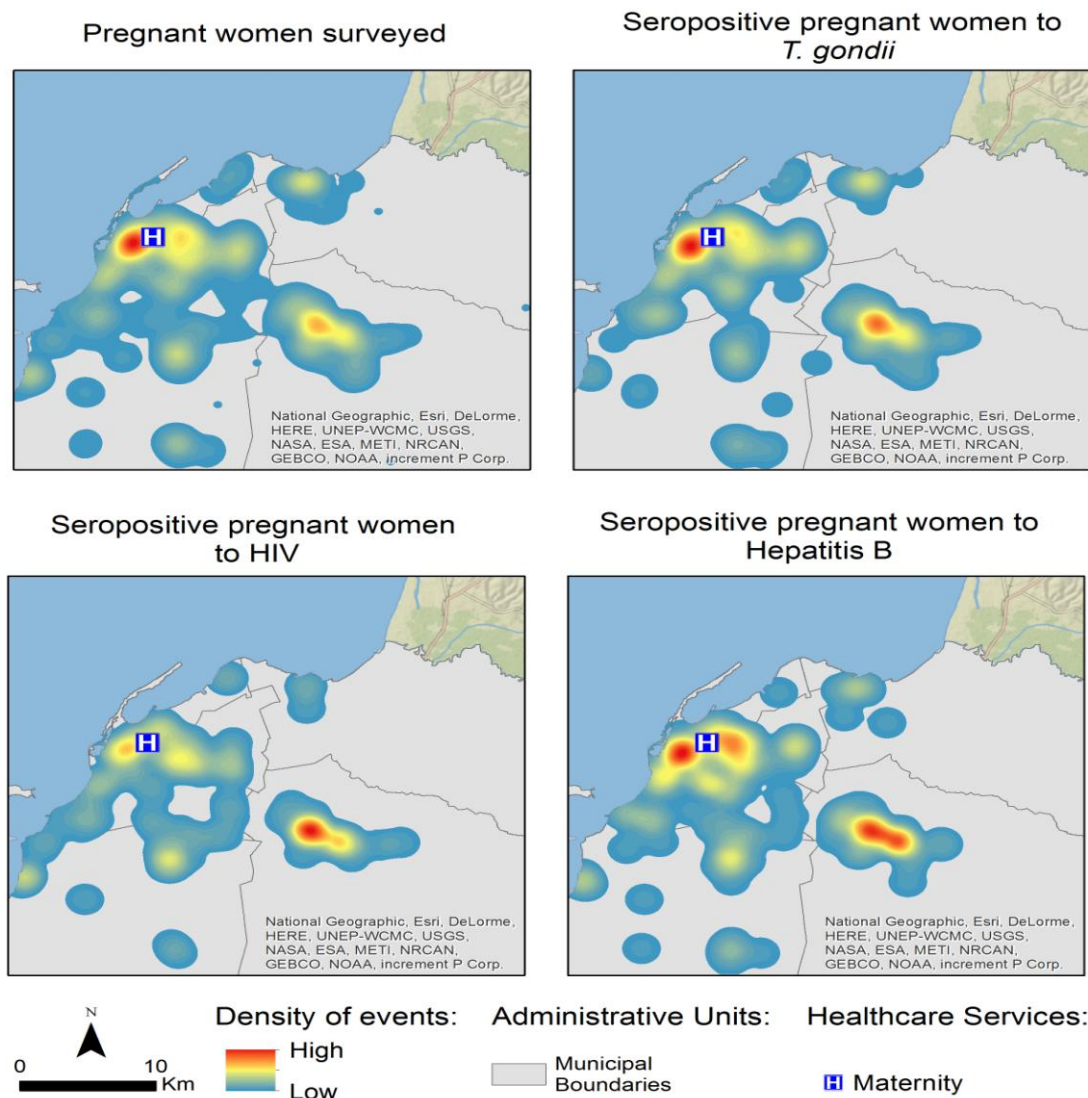 Pregnant women surveyed
Seropositive pregnant women to
T. gondii
National Geographic, Esri, DeLorme,
HERE, UNEP-WCMC, USGS,
NASA, ESA, METI, NRCAN,
GEBCO, NOAA, increment P Corp.
National Geographic, Esri, DeLorme,
HERE, UNEP-WCMC, USGS,
NASA, ESA, METI, NRCAN,
GEBCO, NOAA, increment P Corp.
Seropositive pregnant women
to HIV
Seropositive pregnant women to
Hepatitis B
National Geographic, Esri, DeLorme,
HERE, UNEP-WCMC, USGS,
NASA, ESA, METI, NRCAN,
GEBCO, NOAA, increment P Corp.
National Geographic, Esri, DeLorme,
HERE, UNEP-WCMC, USGS,
NASA, ESA, METI, NRCAN,
GEBCO, NOAA, increment P Corp.
H
H
H
H
N
0 10
Km
Density of events:
High
Low
Administrative Units:
Municipal
Boundaries
Healthcare Services:
H Maternity